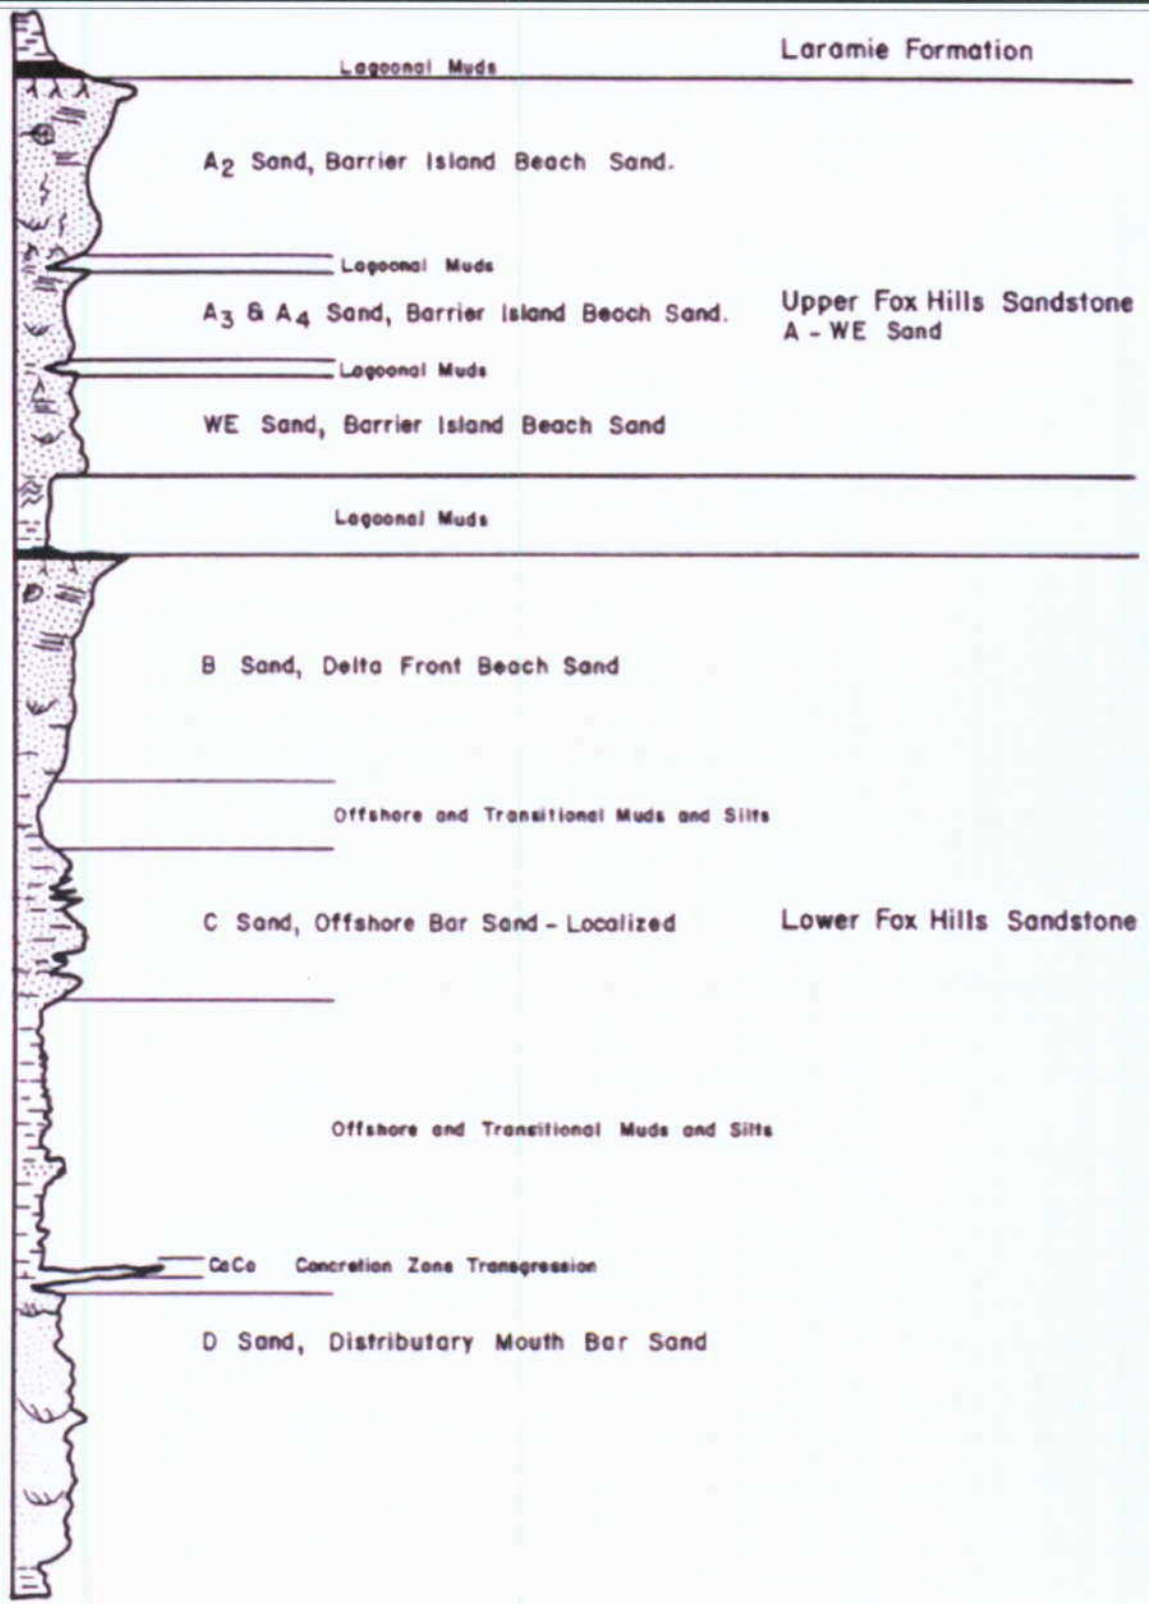 Laramie Formation
Lagoonal Muds
A2 Sand, Barrier Island Beach Sand.
Lagoonal Muds
A3 & A4 Sand, Barrier Island Beach Sand.
Upper Fox Hills Sandstone
A - WE Sand
Lagoonal Muds
WE Sand, Barrier Island Beach Sand
Lagoonal Muds
B Sand, Delta Front Beach Sand
Offshore and Transitional Muds and Silts
C Sand, Offshore Bar Sand - Localized
Lower Fox Hills Sandstone
Offshore and Transitional Muds and Silts
CaCo Concretion Zone Transgression
D Sand, Distributary Mouth Bar Sand